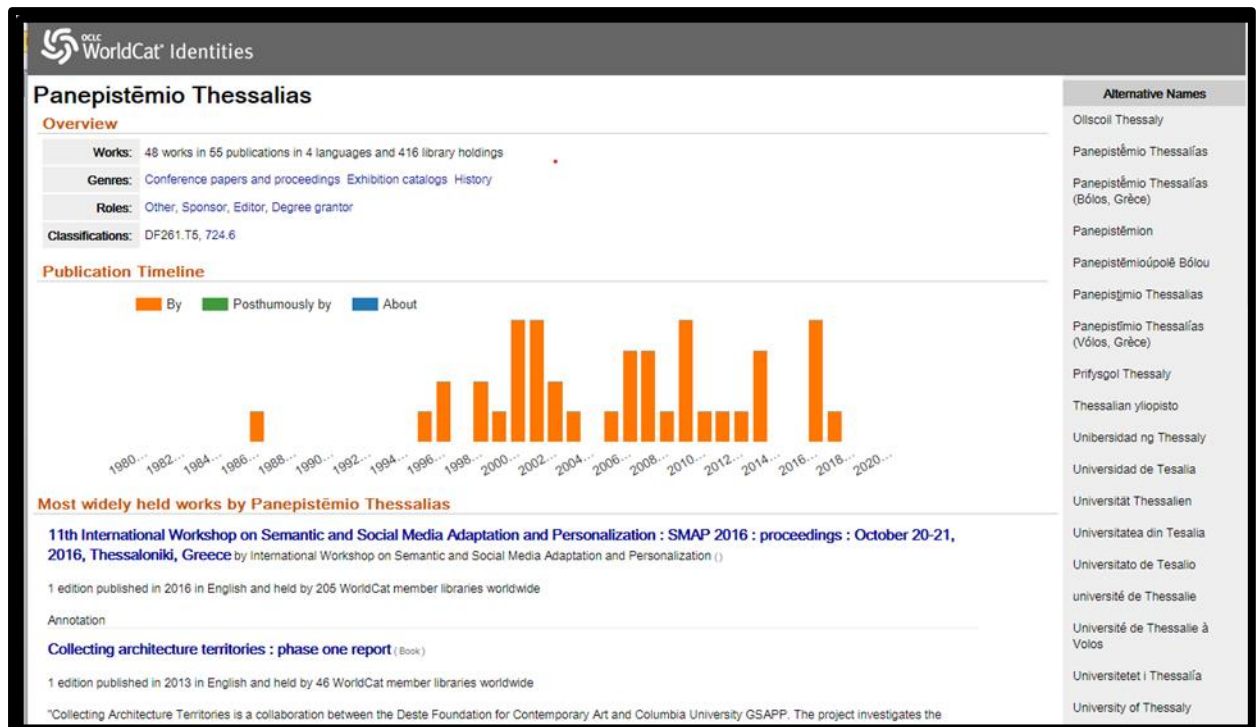 OCLC
WorldCat® Identities
Panepistēmio Thessalias
Overview
Works: 48 works in 55 publications in 4 languages and 416 library holdings
Genres: Conference papers and proceedings Exhibition catalogs History
Roles: Other, Sponsor, Editor, Degree grantor
Classifications: DF261.T5, 724.6
Publication Timeline
By Posthumously by About
1980... 1982... 1984... 1986... 1988... 1990... 1992... 1994... 1996... 1998... 2000... 2002... 2004... 2006... 2008... 2010... 2012... 2014... 2016... 2018... 2020...
Most widely held works by Panepistēmio Thessalias
11th International Workshop on Semantic and Social Media Adaptation and Personalization : SMAP 2016 : proceedings : October 20-21,
2016, Thessaloniki, Greece by International Workshop on Semantic and Social Media Adaptation and Personalization ()
1 edition published in 2016 in English and held by 205 WorldCat member libraries worldwide
Annotation
Collecting architecture territories : phase one report (Book)
1 edition published in 2013 in English and held by 46 WorldCat member libraries worldwide
"Collecting Architecture Territories is a collaboration between the Deste Foundation for Contemporary Art and Columbia University GSAPP. The project investigates the
Alternative Names
Ollscoil Thessaly
Panepistḗmio Thessalías
Panepistḗmio Thessalías
(Bólos, Grèce)
Panepistēmion
Panepistēmioúpolē Bólou
Panepistīmio Thessalias
Panepistīmio Thessalías
(Vólos, Grèce)
Prifysgol Thessaly
Thessalian yliopisto
Unibersidad ng Thessaly
Universidad de Tesalia
Universität Thessalien
Universitatea din Tesalia
Universitato de Tesalio
université de Thessalie
Université de Thessalie à
Volos
Universitetet i Thessalía
University of Thessaly